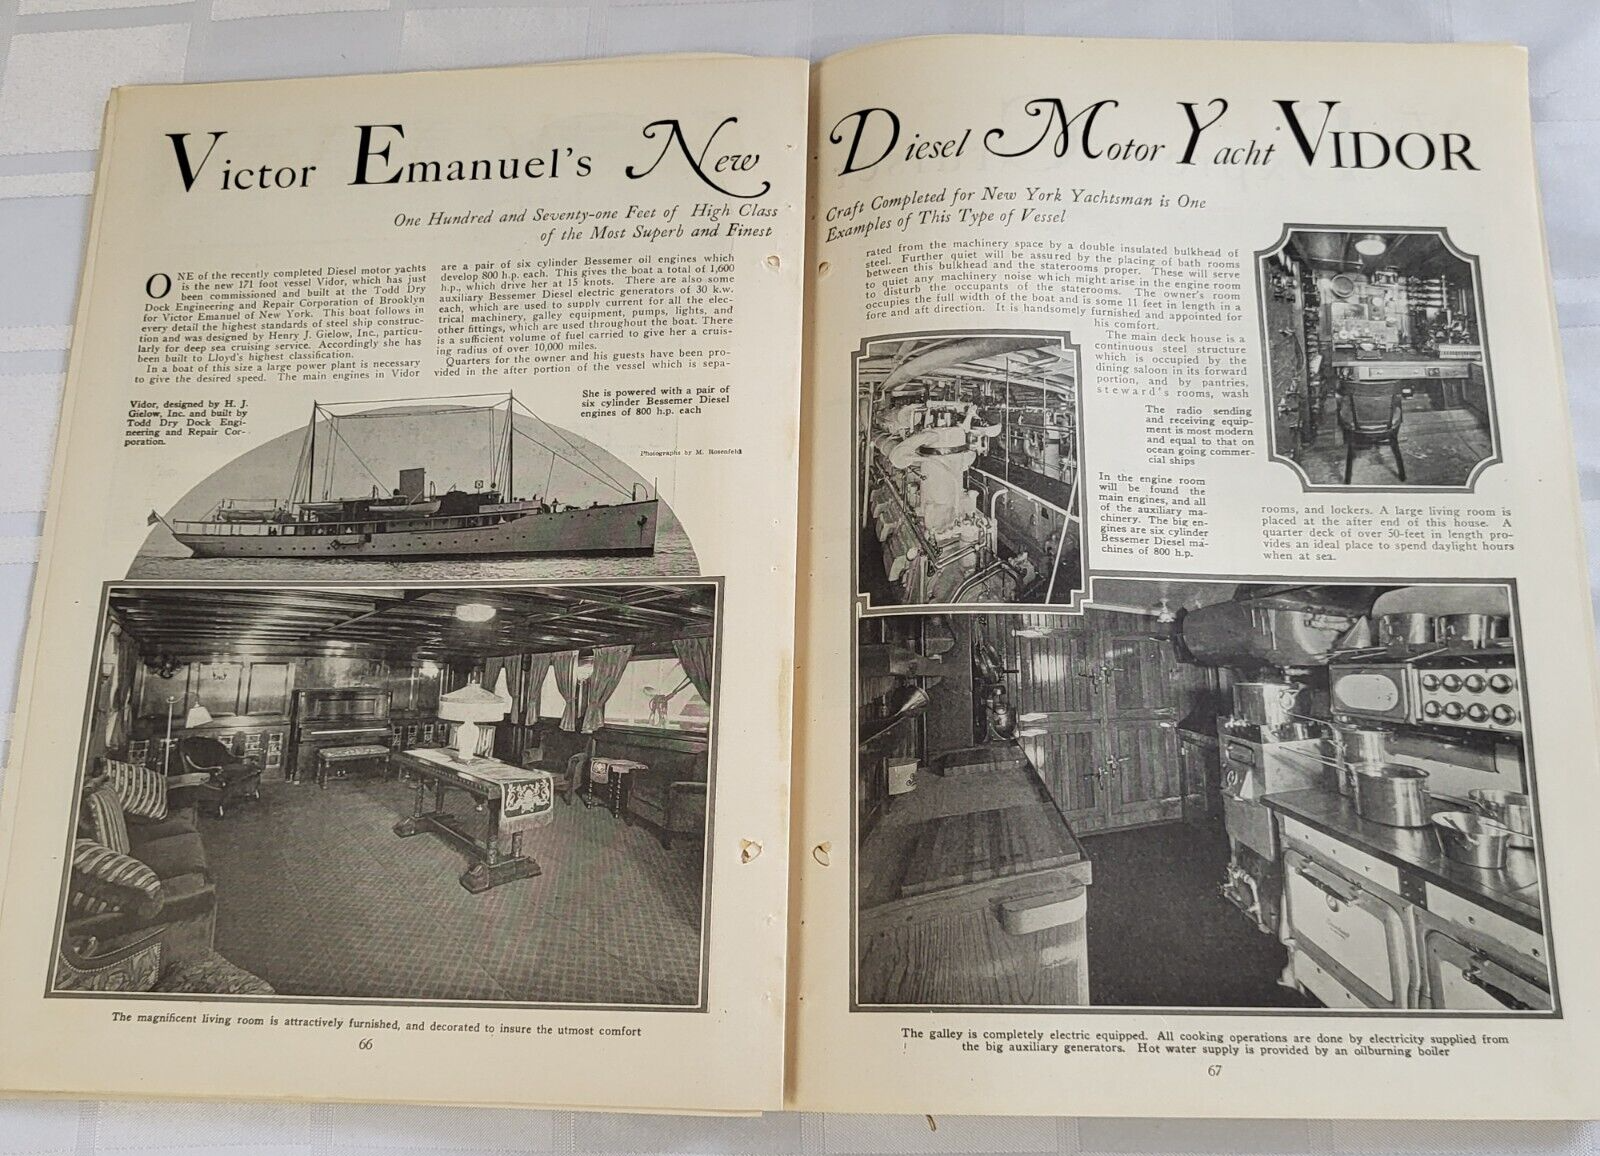 Victor Emanuel's New
One Hundred and Seventy-one Feet of High Class
of the Most Superb and Finest
ONE of the recently completed Diesel motor yachts
is the new 171 foot vessel Vidor, which has just
been commissioned and built at the Todd Dry
Dock Engineering and Repair Corporation of Brooklyn
for Victor Emanuel of New York. This boat follows in
every detail the highest standards of steel ship construc-
tion and was designed by Henry J. Gielow, Inc., particu-
larly for deep sea cruising service. Accordingly she has
been built to Lloyd's highest classification.
In a boat of this size a large power plant is necessary
to give the desired speed. The main engines in Vidor
are a pair of six cylinder Bessemer oil engines which
develop 800 h.p. each. This gives the boat a total of 1,600
h.p., which drive her at 15 knots. There are also some
auxiliary Bessemer Diesel electric generators of 30 k.w.
each, which are used to supply current for all the elec-
trical machinery, galley equipment, pumps, lights, and
other fittings, which are used throughout the boat. There
is a sufficient volume of fuel carried to give her a cruis-
ing radius of over 10,000 miles.
Quarters for the owner and his guests have been pro-
vided in the after portion of the vessel which is sepa-
Vidor, designed by H. J.
Gielow, Inc. and built by
Todd Dry Dock Engi-
neering and Repair Cor-
poration.
She is powered with a pair of
six cylinder Bessemer Diesel
engines of 800 h.p. each
Photographs by M. Rosenfeld
The magnificent living room is attractively furnished, and decorated to insure the utmost comfort
66
Diesel Motor Yacht VIDOR
Craft Completed for New York Yachtsman is One
Examples of This Type of Vessel
rated from the machinery space by a double insulated bulkhead of
steel. Further quiet will be assured by the placing of bath rooms
between this bulkhead and the staterooms proper. These will serve
to quiet any machinery noise which might arise in the engine room
to disturb the occupants of the staterooms. The owner's room
occupies the full width of the boat and is some 11 feet in length in a
fore and aft direction. It is handsomely furnished and appointed for
his comfort.
The main deck house is a
continuous steel structure
which is occupied by the
dining saloon in its forward
portion, and by pantries,
steward's rooms, wash
The radio sending
and receiving equip-
ment is most modern
and equal to that on
ocean going commer-
cial ships
In the engine room
will be found the
main engines, and all
of the auxiliary ma-
chinery. The big en-
gines are six cylinder
Bessemer Diesel ma-
chines of 800 h.p.
rooms, and lockers. A large living room is
placed at the after end of this house. A
quarter deck of over 50-feet in length pro-
vides an ideal place to spend daylight hours
when at sea.
The galley is completely electric equipped. All cooking operations are done by electricity supplied from
the big auxiliary generators. Hot water supply is provided by an oilburning boiler
67